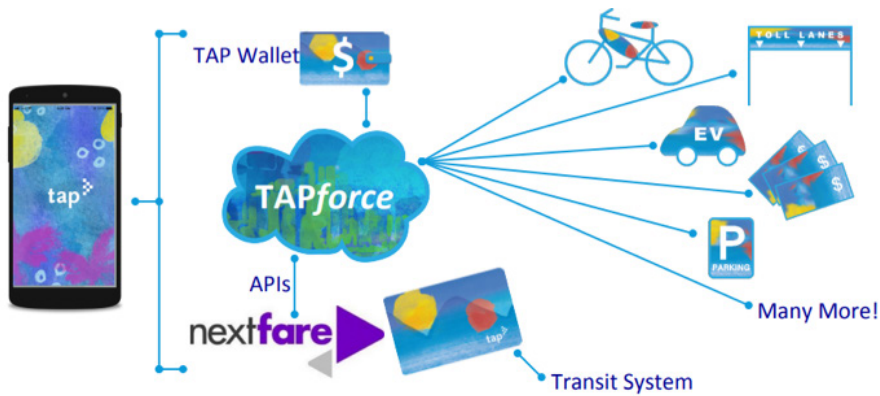 TAP Wallet
$
TOLL LANES
EV
$
$
$
tap
TAPforce
P
PARKING
APIs
nextfare
tap
Many More!
Transit System